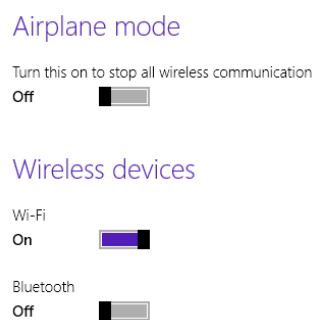 Airplane mode
Turn this on to stop all wireless communication
Off
Wireless devices
Wi-Fi
On
Bluetooth
Off